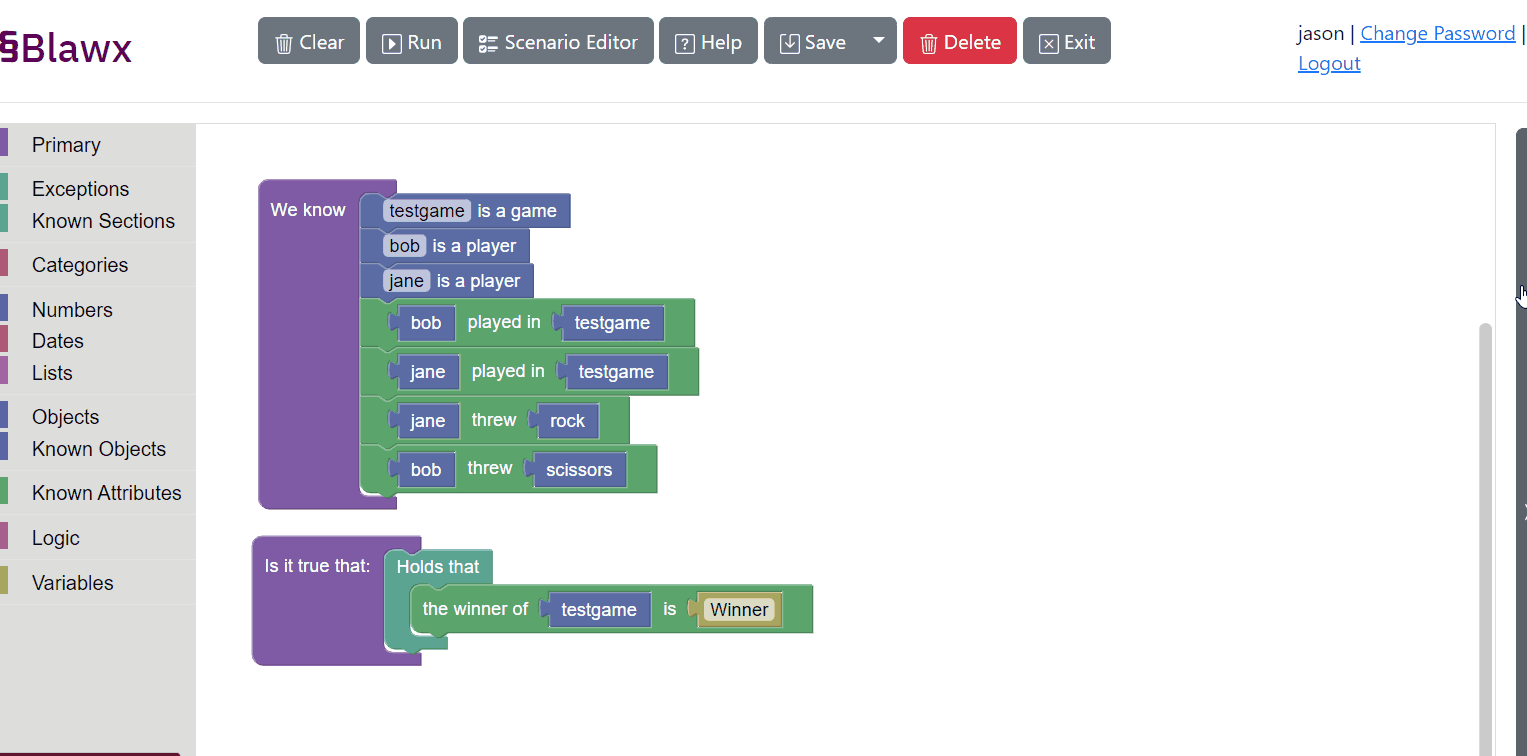 §Blawx
Clear
Run
Scenario Editor
Help
Save
Delete
Exit
jason | Change Password |
Logout
Primary
Exceptions
Known Sections
Categories
Numbers
Dates
Lists
Objects
Known Objects
Known Attributes
Logic
Variables
We know
testgame is a game
bob is a player
jane is a player
bob played in testgame
jane played in testgame
jane threw rock
bob threw scissors
Is it true that:
Holds that
the winner of testgame is Winner